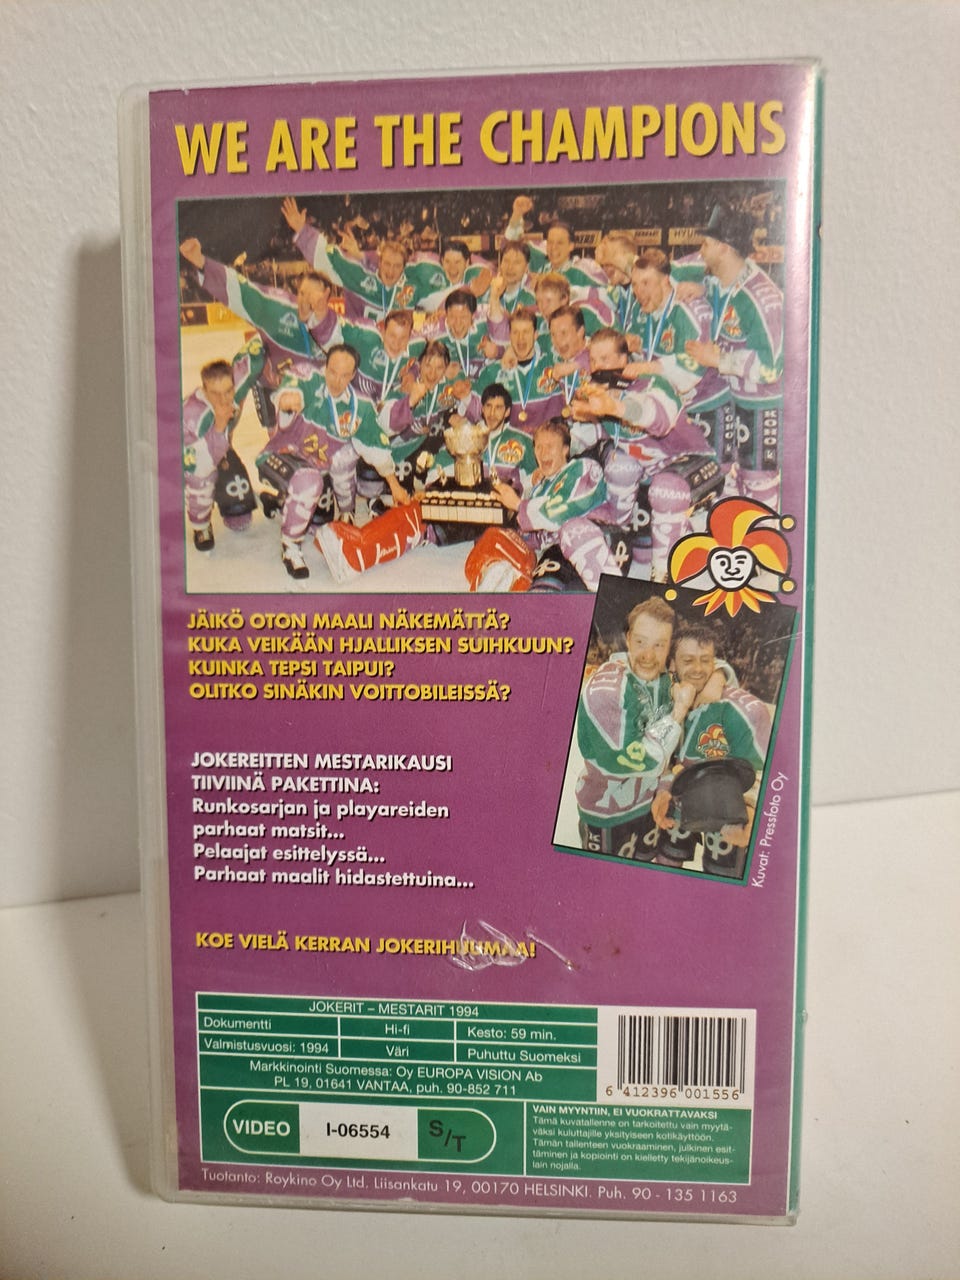 WE ARE THE CHAMPIONS
TELE
KOHO
JÄIKÖ OTON MAALI NÄKEMÄTTÄ?
KUKA VEIKÄÄN HJALLIKSEN SUIHKUUN?
KUINKA TEPSI TAIPUI?
OLITKO SINÄKIN VOITTOBILEISSÄ?
JOKEREITTEN MESTARIKAUSI
TIIVIINÄ PAKETTINA:
Runkosarjan ja playareiden
parhaat matsit...
Pelaajat esittelyssä...
Parhaat maalit hidastettuina...
Kuvat: Pressfoto Oy
KOE VIELÄ KERRAN JOKERIHUUMAA!
JOKERIT – MESTARIT 1994
Dokumentti Hi-fi Kesto: 59 min.
Valmistusvuosi: 1994 Väri Puhuttu Suomeksi
Markkinointi Suomessa: Oy EUROPA VISION Ab
PL 19, 01641 VANTAA, puh. 90-852 711
6 412396 001556
VIDEO I-06554 S/T
VAIN MYYNTIIN, EI VUOKRATTAVAKSI
Tämä kuvatallenne on tarkoitettu vain myytä-
väksi kuluttajille yksityiseen kotikäyttöön.
Tämän tallenteen vuokraaminen, julkinen esit-
täminen ja kopiointi on kielletty tekijänoikeus-
lain nojalla.
Tuotanto: Roykino Oy Ltd. Liisankatu 19, 00170 HELSINKI. Puh. 90 - 135 1163